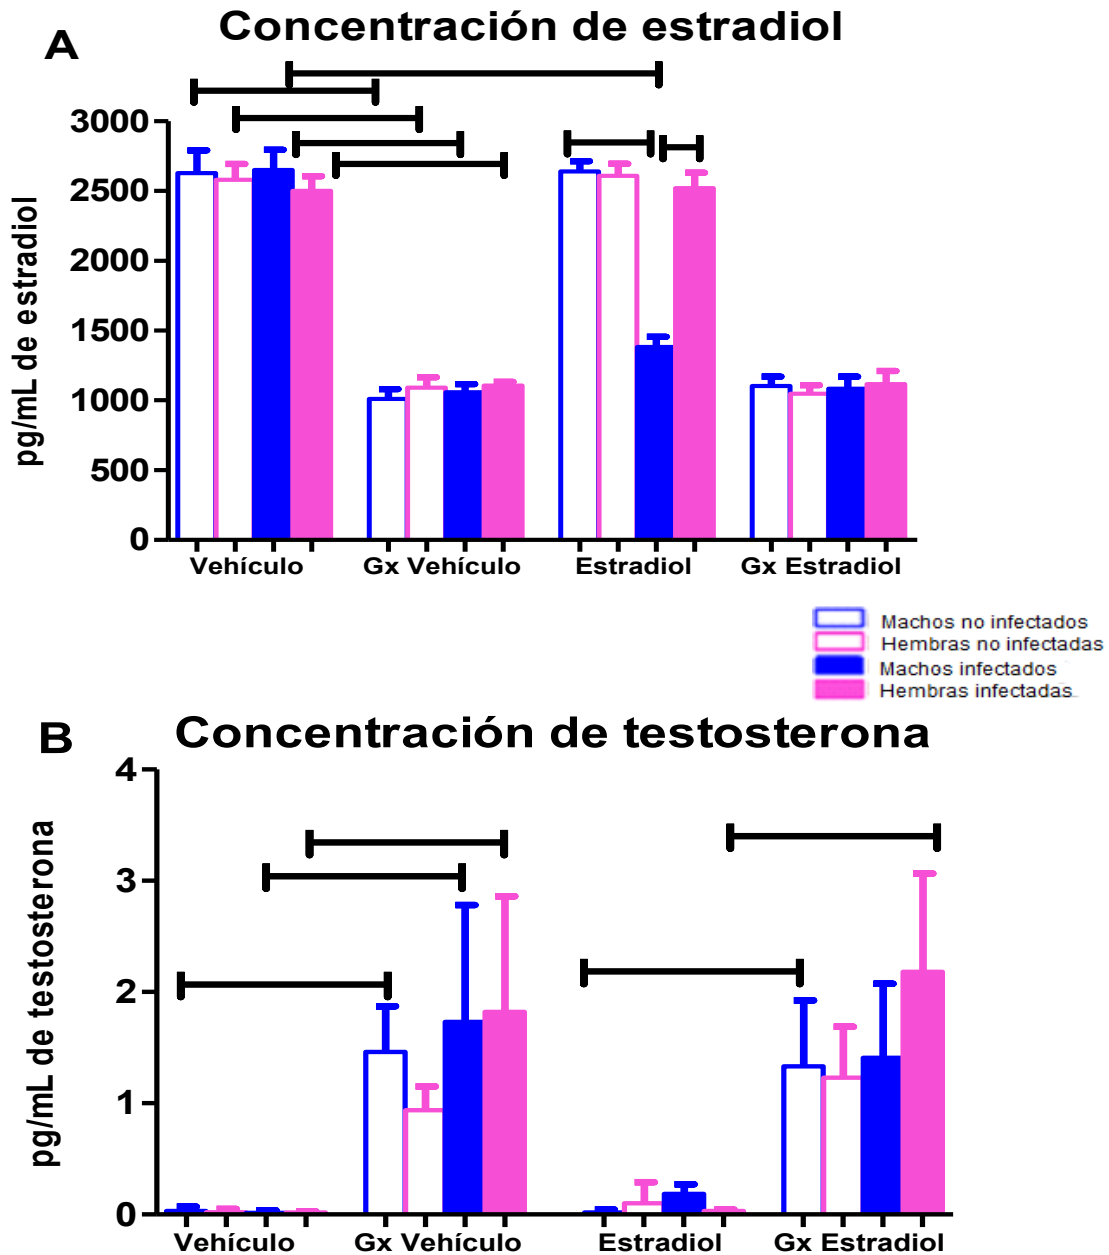 A
Concentración de estradiol
pg/mL de estradiol
3000
2500
2000
1500
1000
500
0
Vehículo Gx Vehículo Estradiol Gx Estradiol
Machos no infectados
Hembras no infectadas
Machos infectados
Hembras infectadas
B
Concentración de testosterona
pg/mL de testosterona
4
3
2
1
0
Vehículo Gx Vehículo Estradiol Gx Estradiol